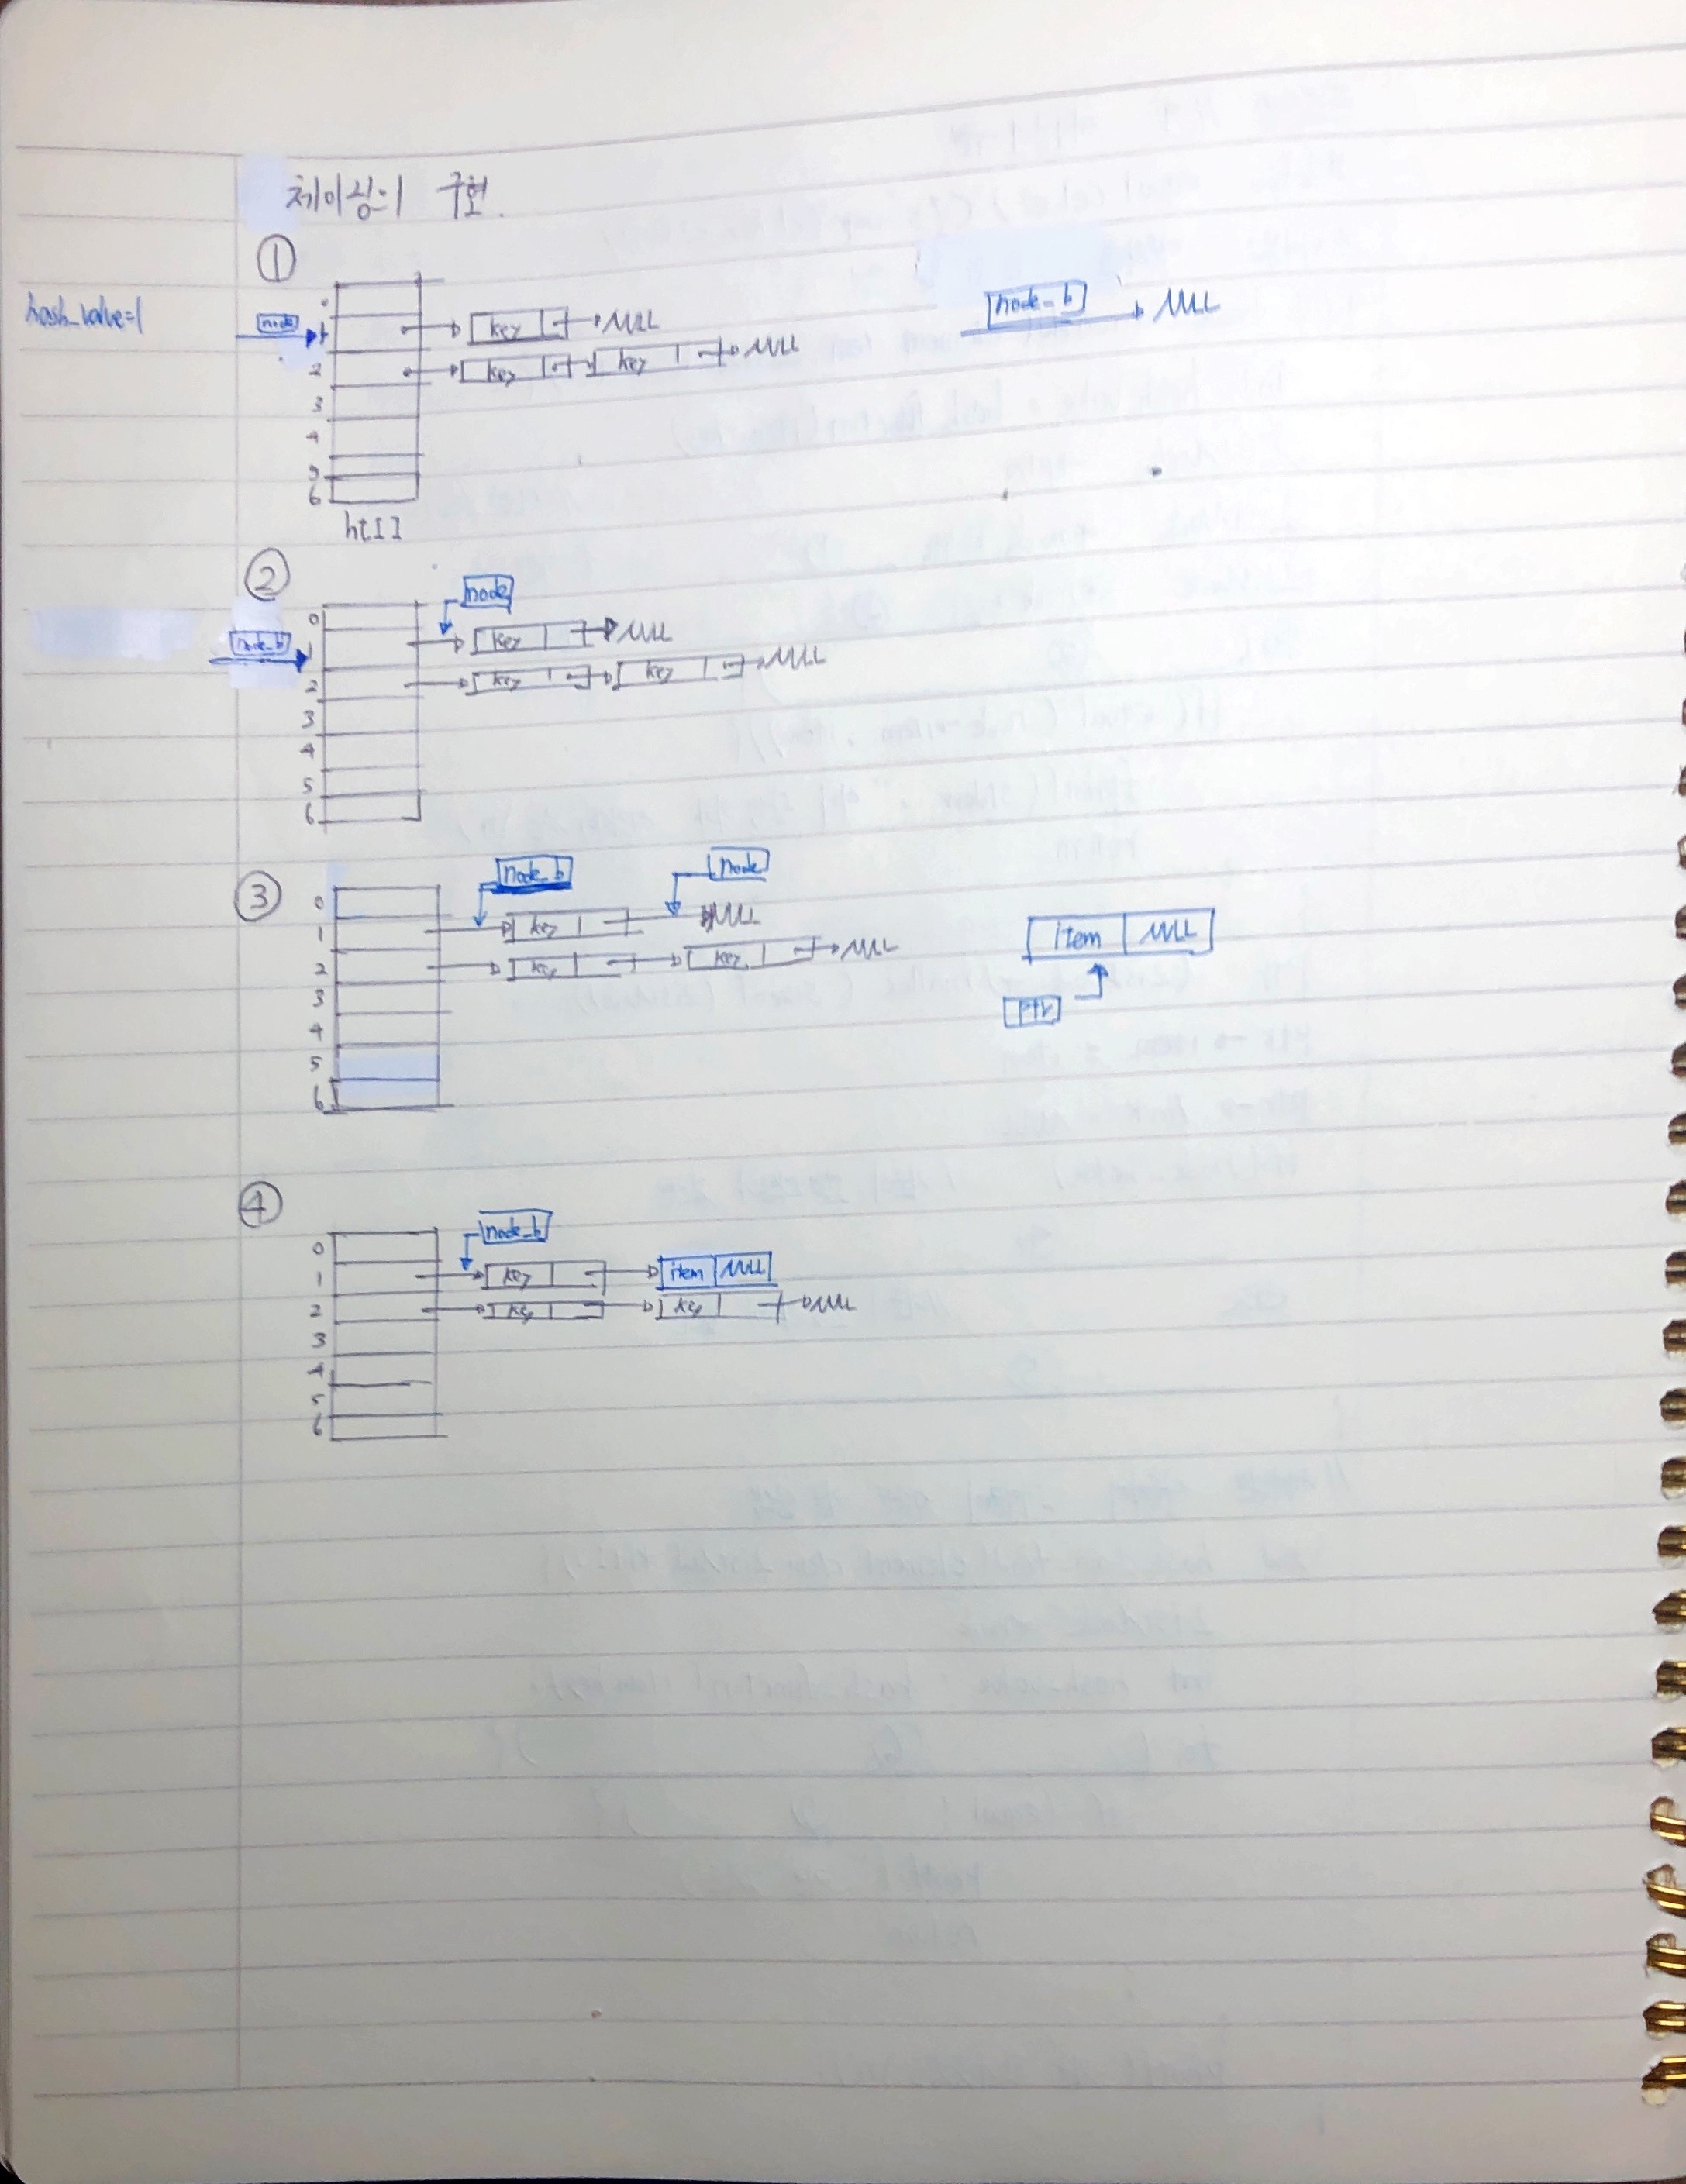 체이싱의 구현.
①
hash_value=1
node
0
1
2
3
4
5
6
key NULL
key key NULL
node_b NULL
ht[]
②
node
node_b
0
1
2
3
4
5
6
key NULL
key key NULL
③
node_b node
0
1
2
3
4
5
6
key NULL
key key NULL
item NULL
ptr
④
node_b
0
1
2
3
4
5
6
key item NULL
key key NULL